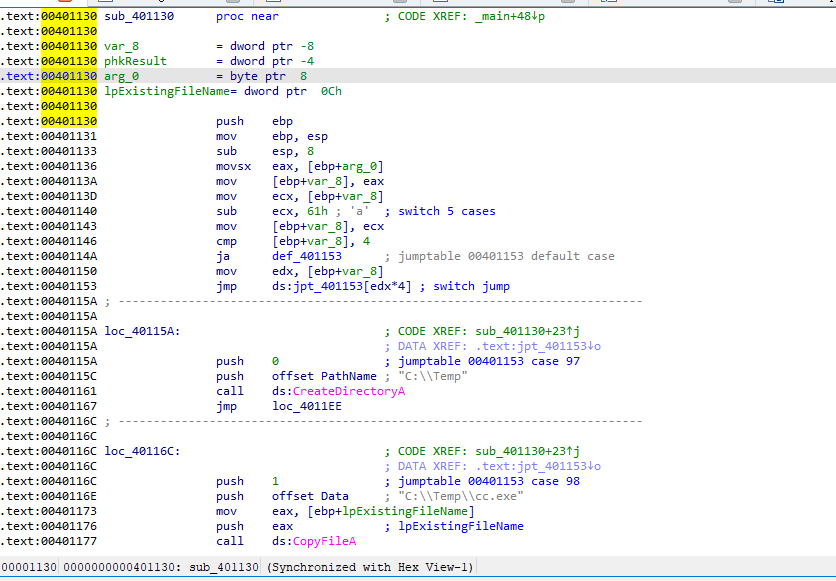 .text:00401130 sub_401130 proc near ; CODE XREF: _main+48↓p
.text:00401130
.text:00401130 var_8 = dword ptr -8
.text:00401130 phkResult = dword ptr -4
.text:00401130 arg_0 = byte ptr 8
.text:00401130 lpExistingFileName= dword ptr 0Ch
.text:00401130
.text:00401130 push ebp
.text:00401131 mov ebp, esp
.text:00401133 sub esp, 8
.text:00401136 movsx eax, [ebp+arg_0]
.text:0040113A mov [ebp+var_8], eax
.text:0040113D mov ecx, [ebp+var_8]
.text:00401140 sub ecx, 61h ; 'a' ; switch 5 cases
.text:00401143 mov [ebp+var_8], ecx
.text:00401146 cmp [ebp+var_8], 4
.text:0040114A ja def_401153 ; jumptable 00401153 default case
.text:00401150 mov edx, [ebp+var_8]
.text:00401153 jmp ds:jpt_401153[edx*4] ; switch jump
.text:0040115A ; ---------------------------------------------------------------------------
.text:0040115A
.text:0040115A loc_40115A: ; CODE XREF: sub_401130+23↑j
.text:0040115A ; DATA XREF: .text:jpt_401153↓o
.text:0040115A push 0 ; jumptable 00401153 case 97
.text:0040115C push offset PathName ; "C:\\Temp"
.text:00401161 call ds:CreateDirectoryA
.text:00401167 jmp loc_4011EE
.text:0040116C ; ---------------------------------------------------------------------------
.text:0040116C
.text:0040116C loc_40116C: ; CODE XREF: sub_401130+23↑j
.text:0040116C ; DATA XREF: .text:jpt_401153↓o
.text:0040116C push 1 ; jumptable 00401153 case 98
.text:0040116E push offset Data ; "C:\\Temp\\cc.exe"
.text:00401173 mov eax, [ebp+lpExistingFileName]
.text:00401176 push eax ; lpExistingFileName
.text:00401177 call ds:CopyFileA
00001130 0000000000401130: sub_401130 (Synchronized with Hex View-1)